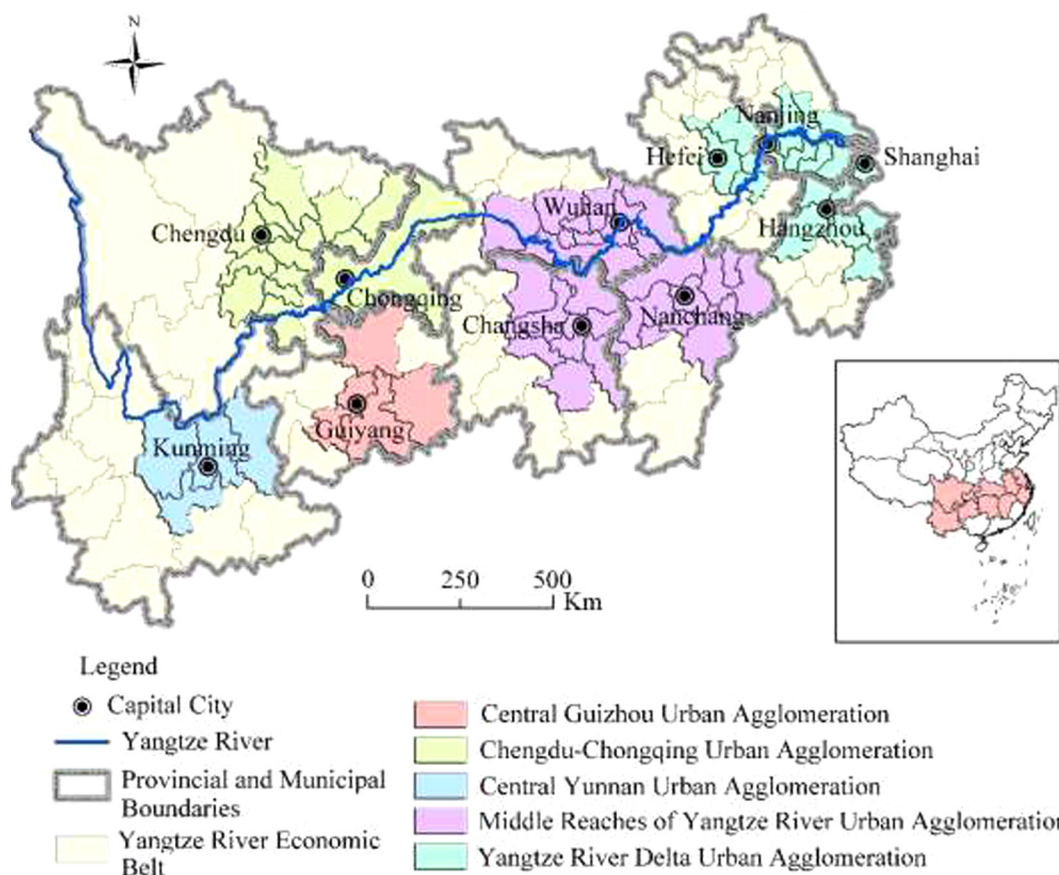 N
Nanjing
Hefei
Shanghai
Wuhan
Hangzhou
Chengdu
Chongqing
Changsha
Nanchang
Guiyang
Kunming
0 250 500
Km
Legend
Capital City
Yangtze River
Provincial and Municipal
Boundaries
Yangtze River Economic
Belt
Central Guizhou Urban Agglomeration
Chengdu-Chongqing Urban Agglomeration
Central Yunnan Urban Agglomeration
Middle Reaches of Yangtze River Urban Agglomeration
Yangtze River Delta Urban Agglomeration